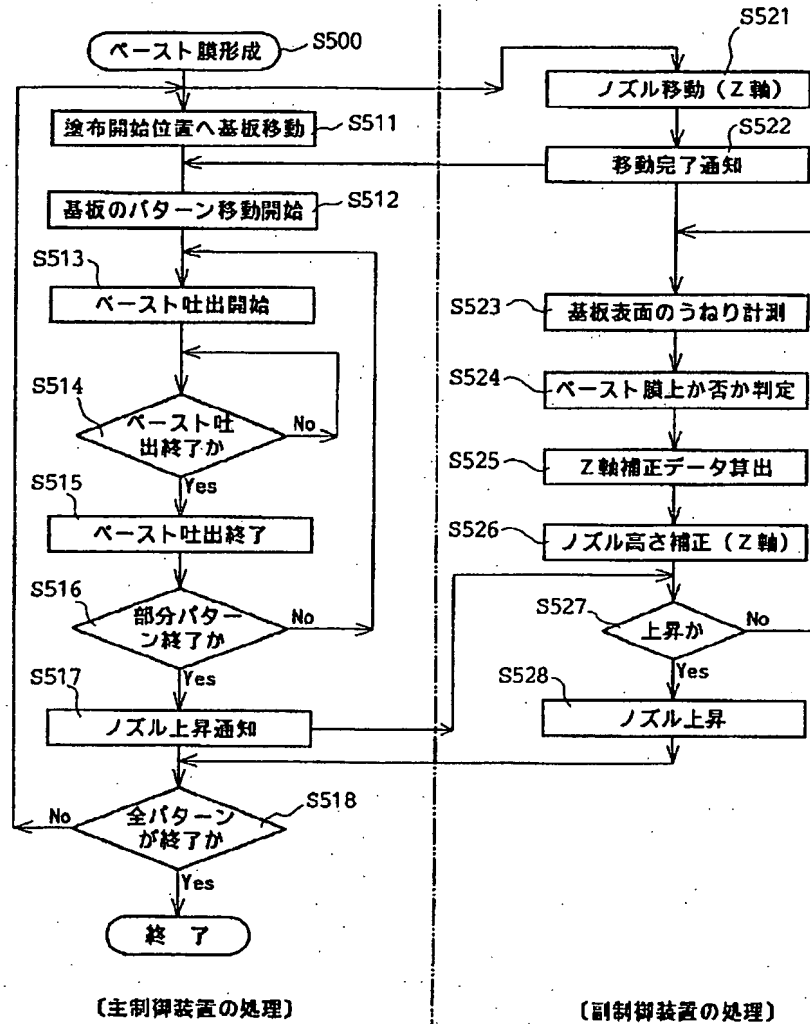 ペースト膜形成
S500
塗布開始位置へ基板移動
S511
基板のパターン移動開始
S512
S513
ペースト吐出開始
S514
ペースト吐
出終了か
No
Yes
S515
ペースト吐出終了
S516
部分パター
ン終了か
No
Yes
S517
ノズル上昇通知
全パターン
が終了か
S518
No
Yes
終 了
〔主制御装置の処理〕
S521
ノズル移動(Z軸)
S522
移動完了通知
S523
基板表面のうねり計測
S524
ペースト膜上か否か判定
S525
Z軸補正データ算出
S526
ノズル高さ補正(Z軸)
S527
上昇か
No
Yes
S528
ノズル上昇
〔副制御装置の処理〕